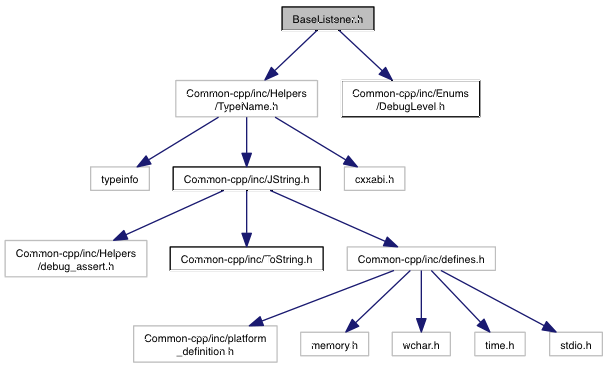 BaseListener.h
Common-cpp/inc/Helpers
/TypeName.h
Common-cpp/inc/Enums
/DebugLevel.h
typeinfo
Common-cpp/inc/JString.h
cxxabi.h
Common-cpp/inc/Helpers
/debug_assert.h
Common-cpp/inc/ToString.h
Common-cpp/inc/defines.h
Common-cpp/inc/platform
_definition.h
memory.h
wchar.h
time.h
stdio.h